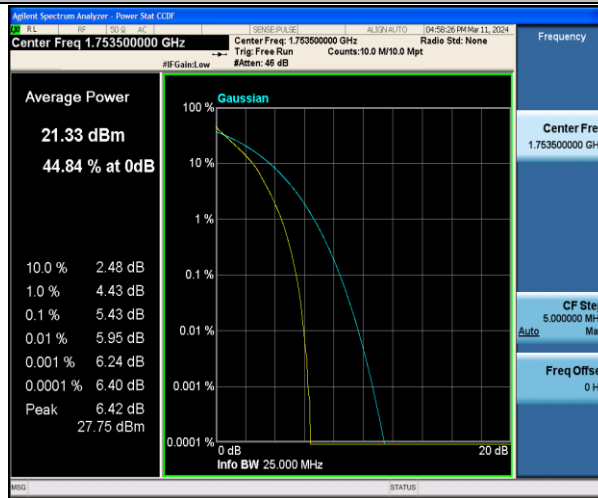 Agilent Spectrum Analyzer - Power Stat CCDF
RL RF 50 Ω AC SENSE:PULSE ALIGN AUTO 04:58:26 PM Mar 11, 2024
Center Freq 1.753500000 GHz
Center Freq: 1.753500000 GHz Radio Std: None
Trig: Free Run Counts:10.0 M/10.0 Mpt
#IFGain:Low #Atten: 46 dB
Frequency
Average Power
21.33 dBm
44.84 % at 0dB
10.0 % 2.48 dB
1.0 % 4.43 dB
0.1 % 5.43 dB
0.01 % 5.95 dB
0.001 % 6.24 dB
0.0001 % 6.40 dB
Peak 6.42 dB
27.75 dBm
Gaussian
100 %
10 %
1 %
0.1 %
0.01 %
0.001 %
0.0001 %
0 dB 20 dB
Info BW 25.000 MHz
Center Fre
1.753500000 GH
CF Ste
5.000000 MH
Auto Ma
Freq Offse
0 H
MSG STATUS